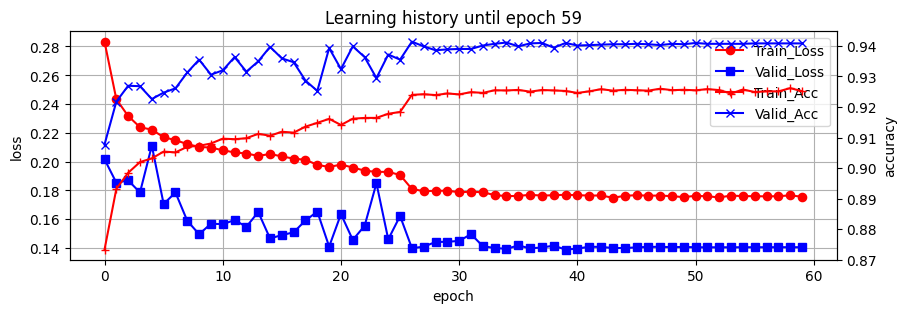 Learning history until epoch 59
0.28
0.26
0.24
0.22
0.20
0.18
0.16
0.14
loss
0
10
20
30
40
50
60
epoch
0.94
0.93
0.92
0.91
0.90
0.89
0.88
0.87
accuracy
Train_Loss
Valid_Loss
Train_Acc
Valid_Acc